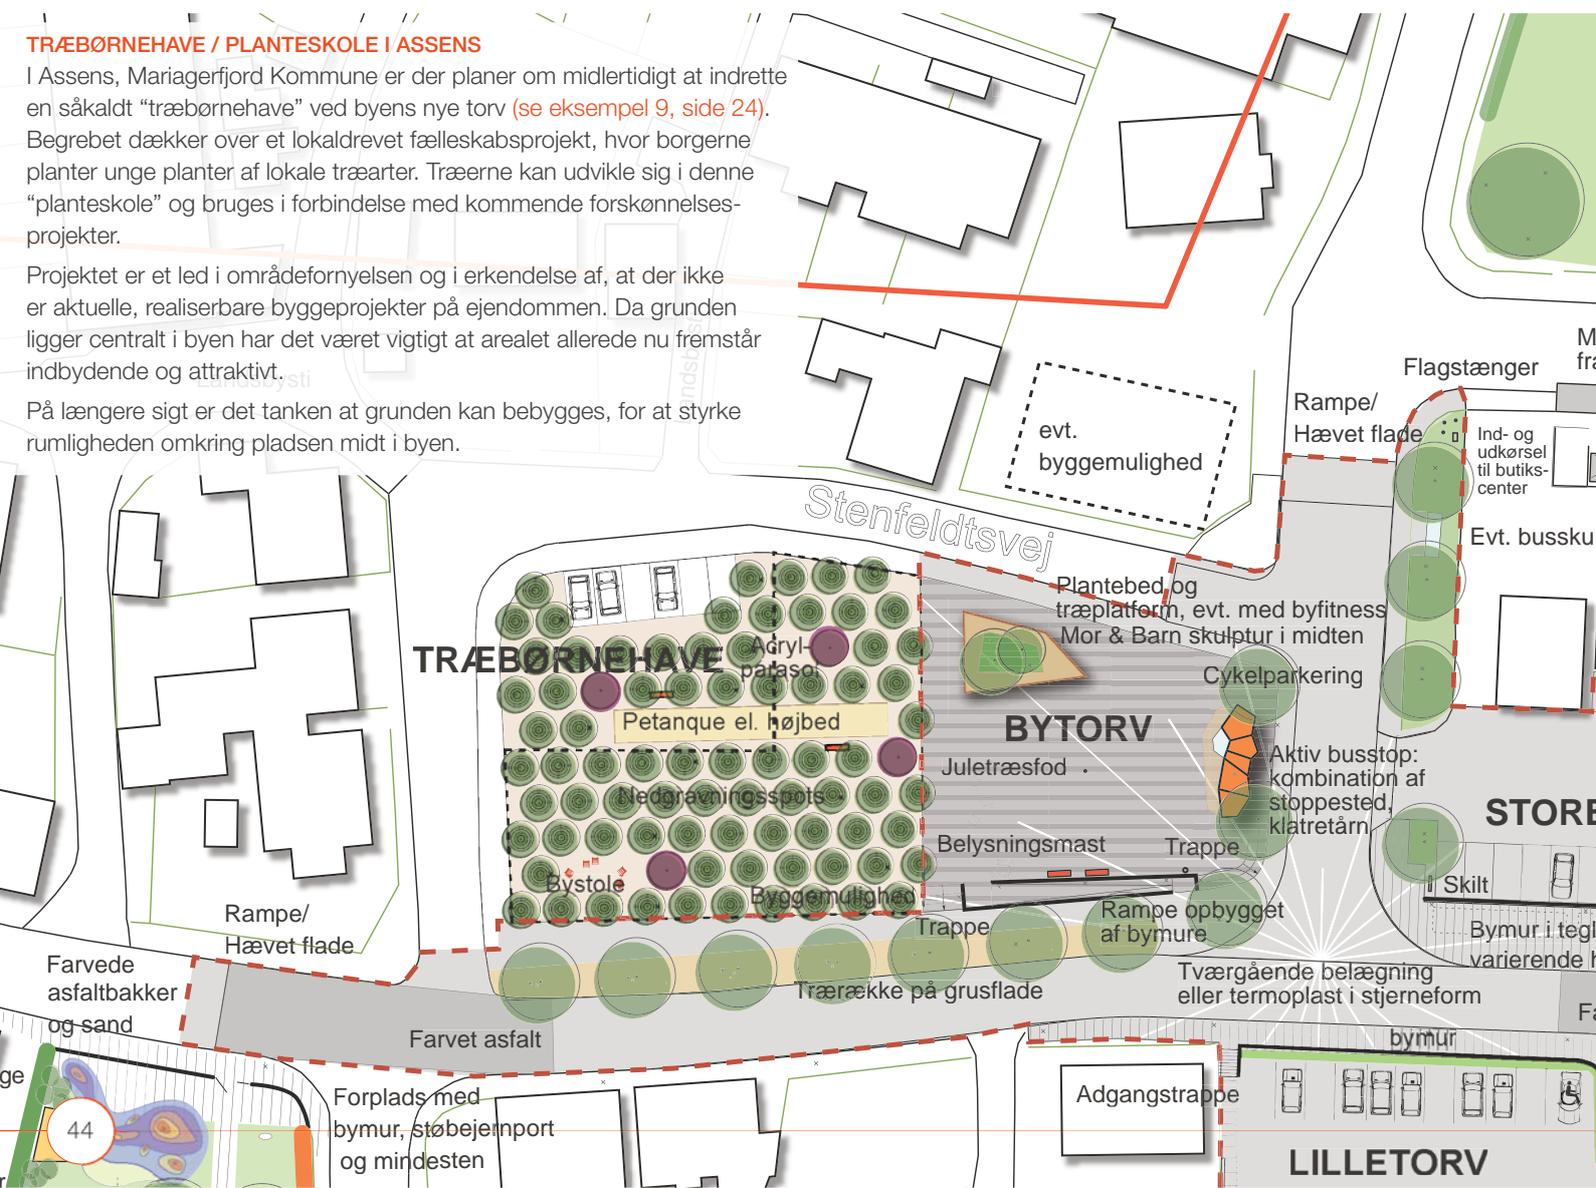 TRÆBØRNEHAVE / PLANTESKOLE I ASSENS
I Assens, Mariagerfjord Kommune er der planer om midlertidigt at indrette
en såkaldt “træbørnehave” ved byens nye torv (se eksempel 9, side 24).
Begrebet dækker over et lokaldrevet fælleskabsprojekt, hvor borgerne
planter unge planter af lokale træarter. Træerne kan udvikle sig i denne
“planteskole” og bruges i forbindelse med kommende forskønnelses-
projekter.
Projektet er et led i områdefornyelsen og i erkendelse af, at der ikke
er aktuelle, realiserbare byggeprojekter på ejendommen. Da grunden
ligger centralt i byen har det været vigtigt at arealet allerede nu fremstår
indbydende og attraktivt.
På længere sigt er det tanken at grunden kan bebygges, for at styrke
rumligheden omkring pladsen midt i byen.
Landsbysti
Landsbysti
Flagstænger
Rampe/
Hævet flade
Ind- og
udkørsel
til butiks-
center
evt.
byggemulighed
Stenfeldtsvej
Evt. bussku
Plantebed og
træplatform, evt. med byfitness
Mor & Barn skulptur i midten
TRÆBØRNEHAVE
Acryl-
parasol
Cykelparkering
Petanque el. højbed
BYTORV
Juletræsfod
Aktiv busstop:
kombination af
stoppested,
klatretårn
Nedgravningsspots
STORE
Belysningsmast
Trappe
Bystole
Byggemulighed
Skilt
Rampe/
Hævet flade
Trappe
Rampe opbygget
af bymure
Bymur i tegl
varierende h
Farvede
asfaltbakker
og sand
Trærække på grusflade
Tværgående belægning
eller termoplast i stjerneform
Farvet asfalt
bymur
Forplads med
bymur, støbejernport
og mindesten
Adgangstrappe
44
LILLETORV